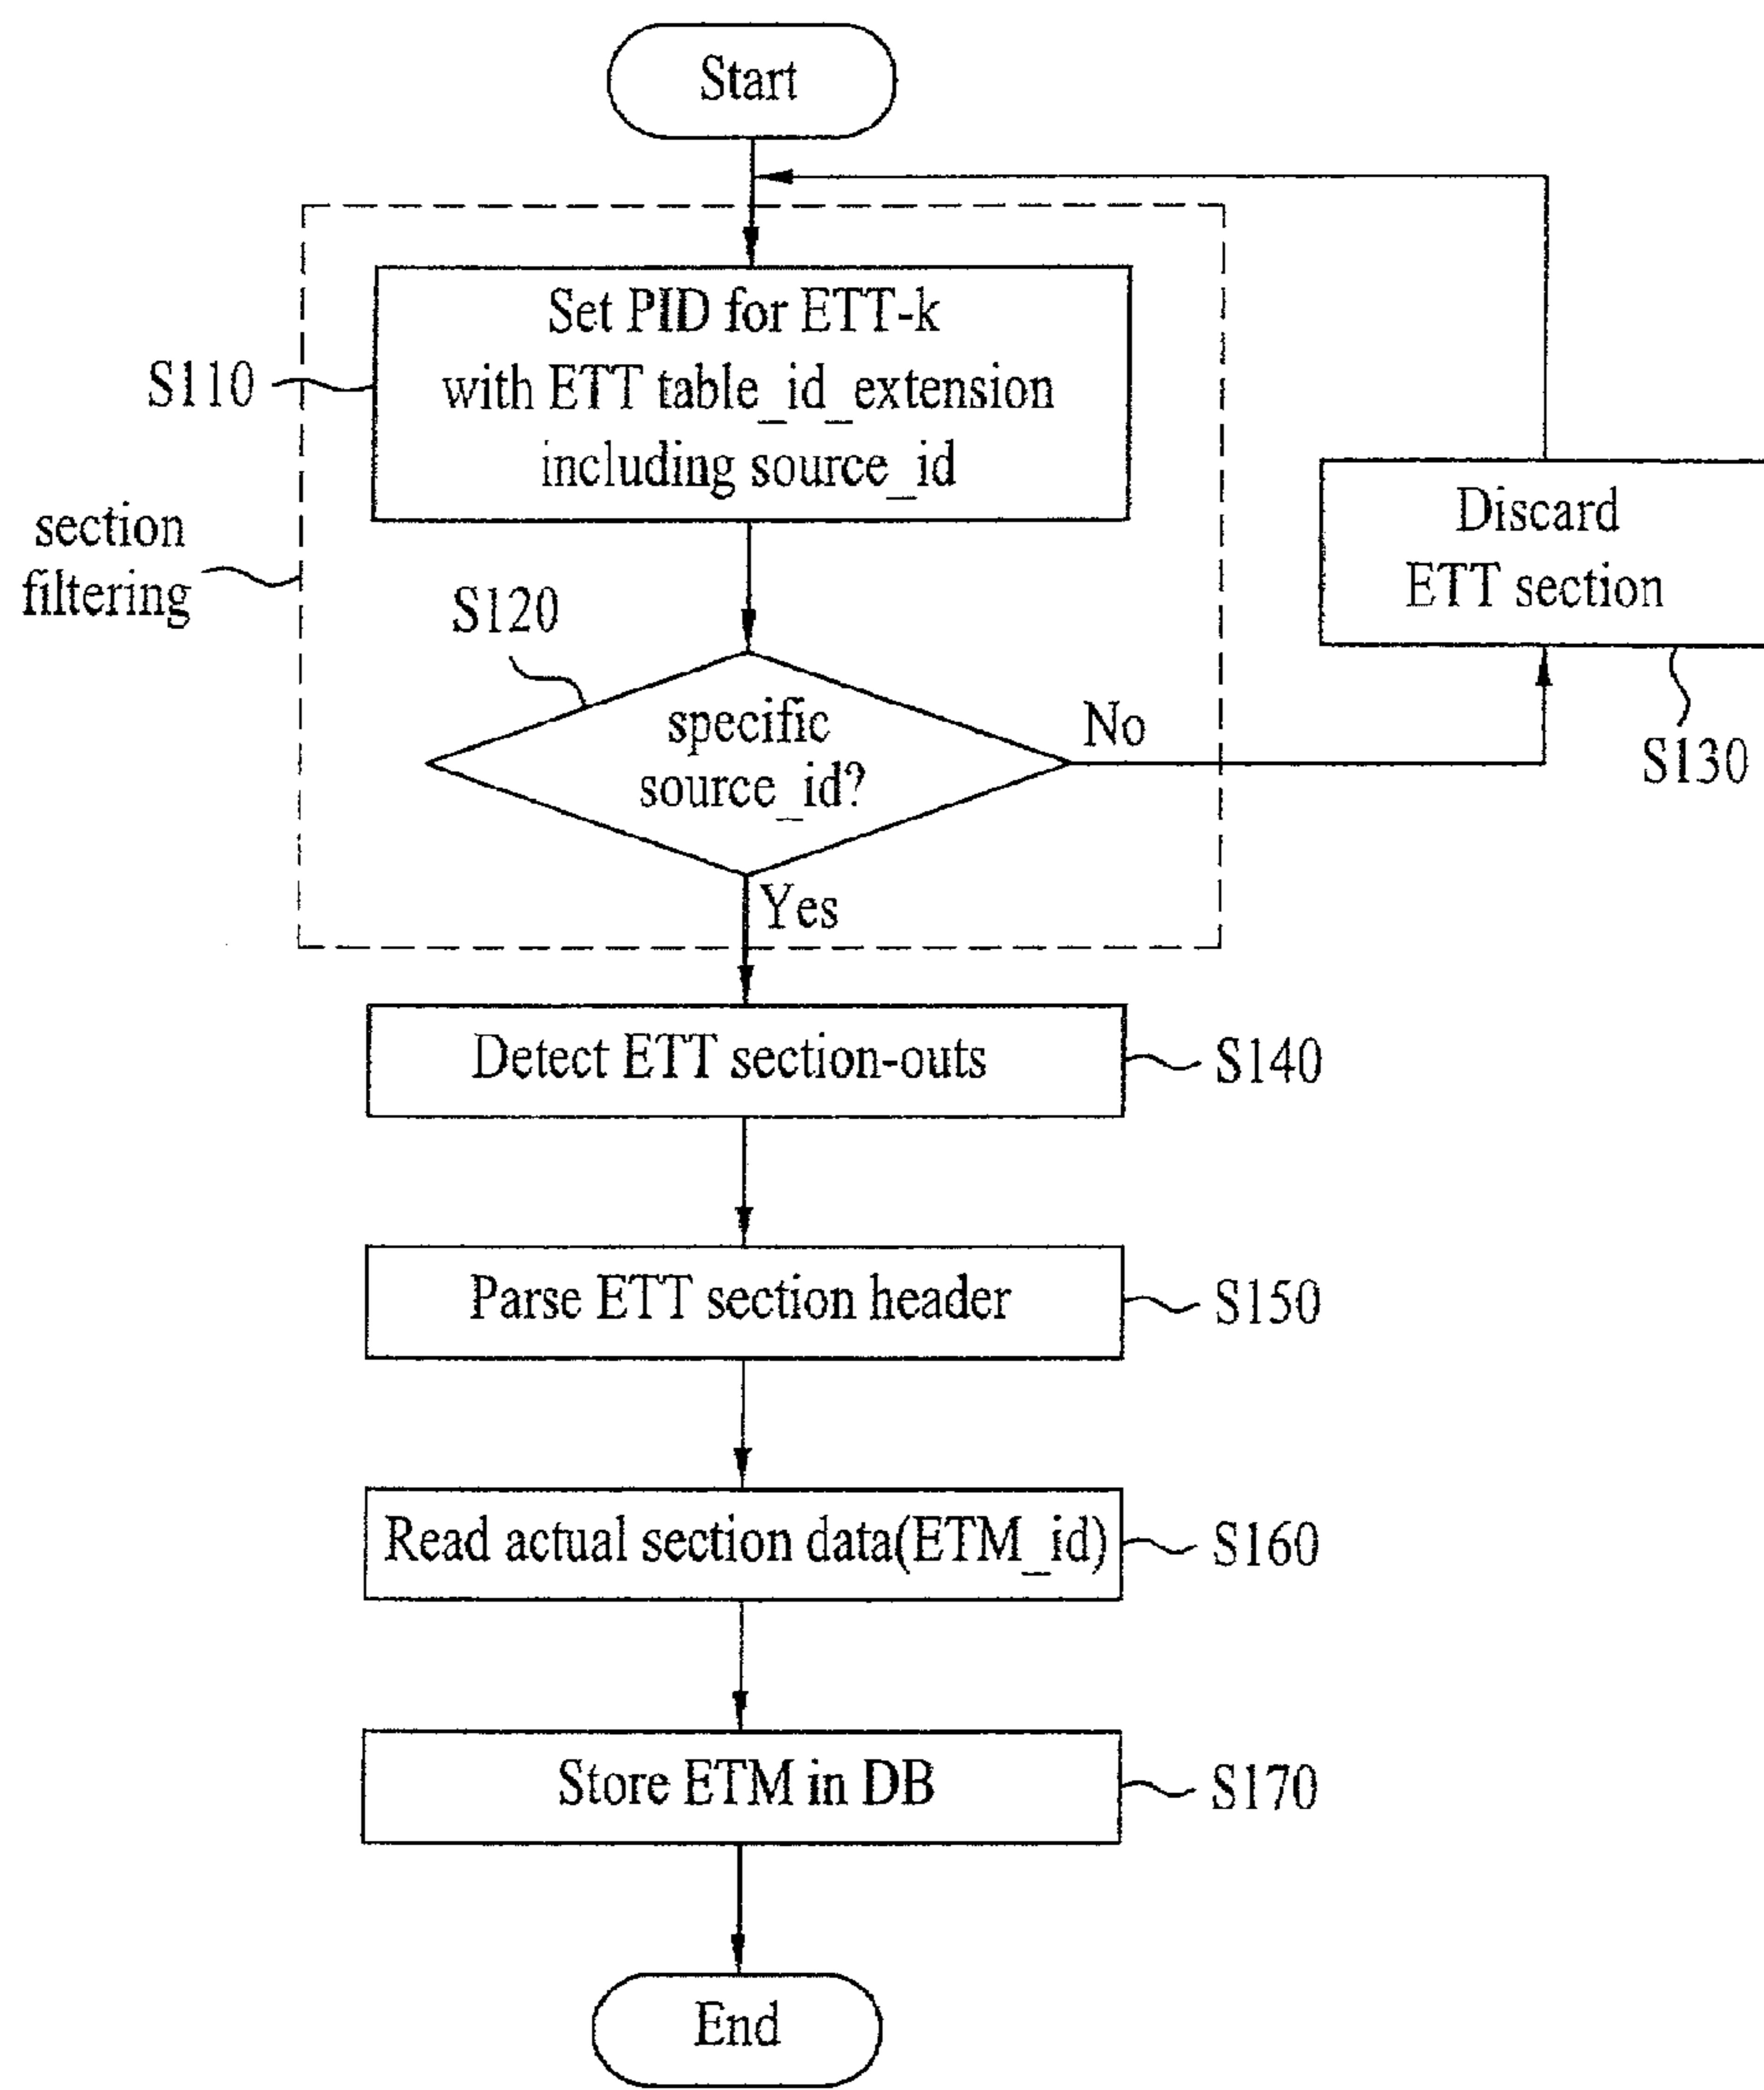 Start
Set PID for ETT-k
with ETT table_id_extension
including source_id
S110
section
filtering
Discard
ETT section
S130
S120
specific
source_id?
No
Yes
Detect ETT section-outs
S140
Parse ETT section header
S150
Read actual section data(ETM_id)
S160
Store ETM in DB
S170
End